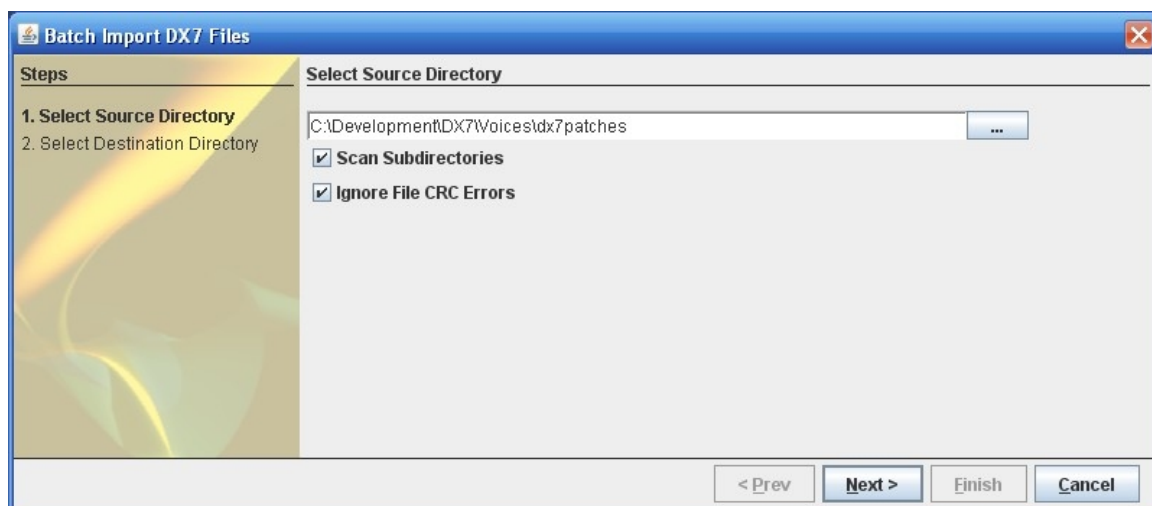 Batch Import DX7 Files
Steps
1. Select Source Directory
2. Select Destination Directory
Select Source Directory
C:\Development\DX7\Voices\dx7patches
...
Scan Subdirectories
Ignore File CRC Errors
< Prev
Next >
Finish
Cancel